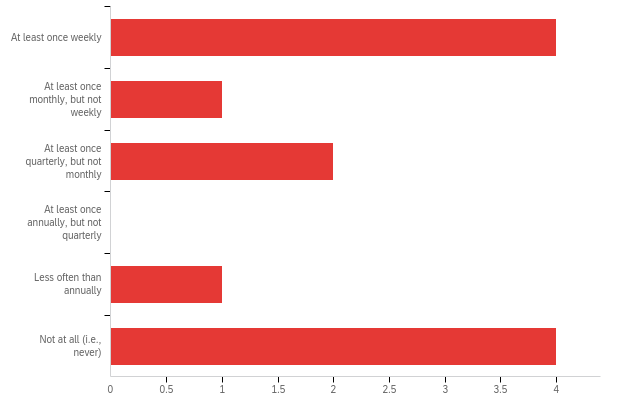 At least once weekly
At least once
monthly, but not
weekly
At least once
quarterly, but not
monthly
At least once
annually, but not
quarterly
Less often than
annually
Not at all (i.e.,
never)
0 0.5 1 1.5 2 2.5 3 3.5 4